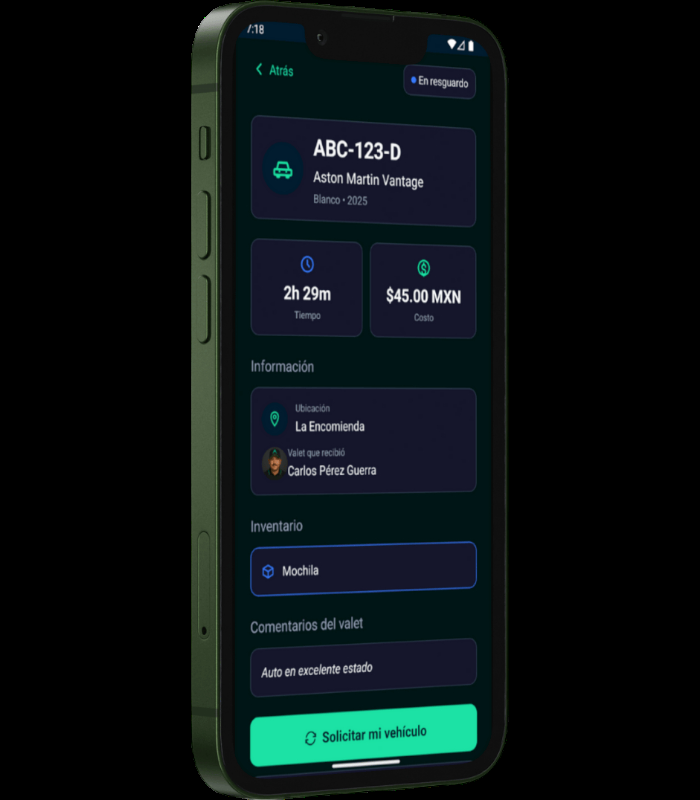 7:18
Atrás
En resguardo
ABC-123-D
Aston Martin Vantage
Blanco • 2025
2h 29m
Tiempo
$45.00 MXN
Costo
Información
Ubicación
La Encomienda
Valet que recibió
Carlos Pérez Guerra
Inventario
Mochila
Comentarios del valet
Auto en excelente estado
Solicitar mi vehículo